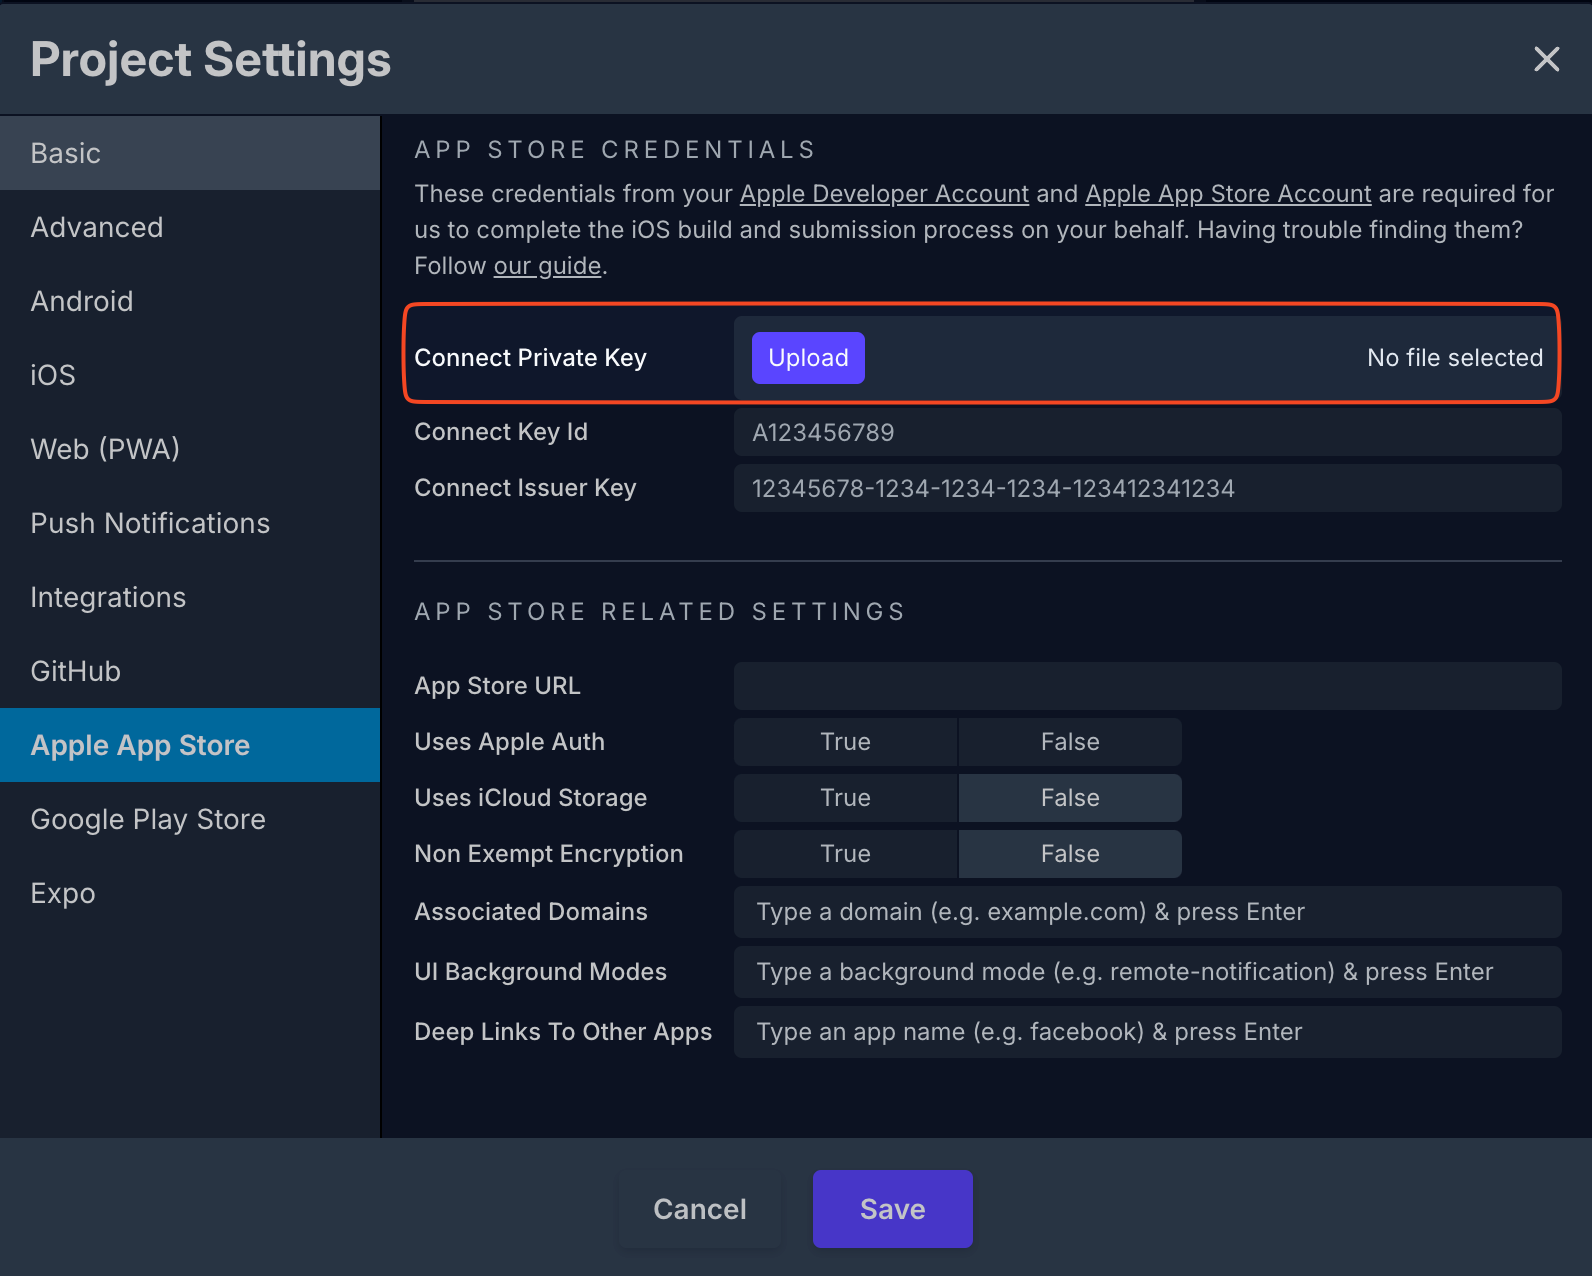 Project Settings
Basic
Advanced
Android
iOS
Web (PWA)
Push Notifications
Integrations
GitHub
Apple App Store
Google Play Store
Expo
APP STORE CREDENTIALS
These credentials from your Apple Developer Account and Apple App Store Account are required for
us to complete the iOS build and submission process on your behalf. Having trouble finding them?
Follow our guide.
Connect Private Key Upload No file selected
Connect Key Id A123456789
Connect Issuer Key 12345678-1234-1234-1234-123412341234
APP STORE RELATED SETTINGS
App Store URL
Uses Apple Auth True False
Uses iCloud Storage True False
Non Exempt Encryption True False
Associated Domains Type a domain (e.g. example.com) & press Enter
UI Background Modes Type a background mode (e.g. remote-notification) & press Enter
Deep Links To Other Apps Type an app name (e.g. facebook) & press Enter
Cancel Save